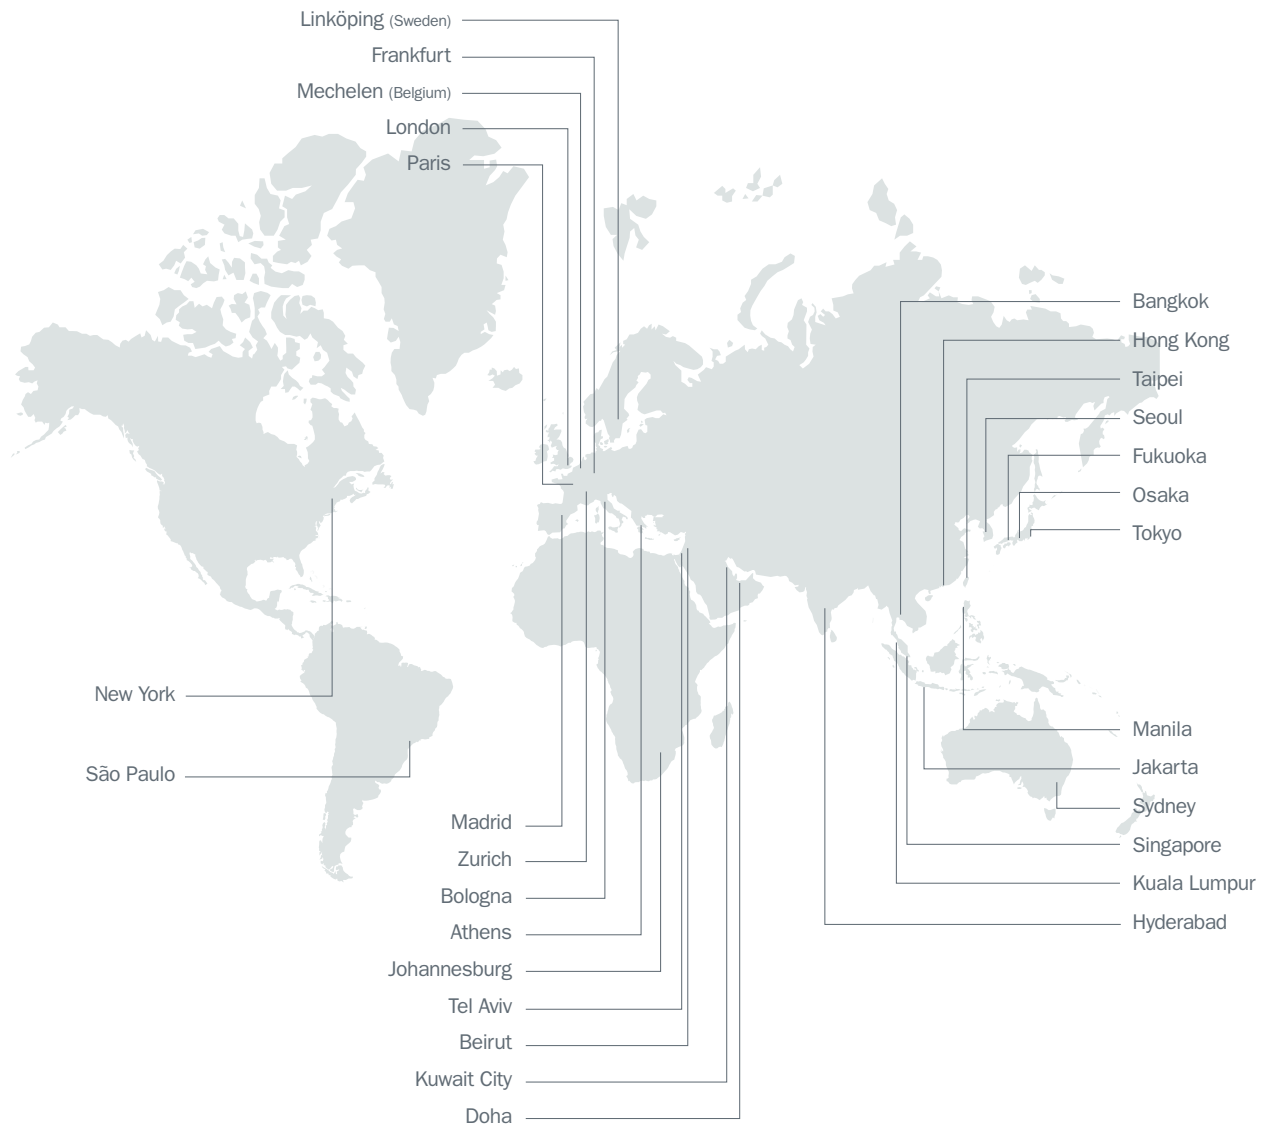 Linköping (Sweden)
Frankfurt
Mechelen (Belgium)
London
Paris
Bangkok
Hong Kong
Taipei
Seoul
Fukuoka
Osaka
Tokyo
New York
São Paulo
Manila
Jakarta
Sydney
Singapore
Kuala Lumpur
Hyderabad
Madrid
Zurich
Bologna
Athens
Johannesburg
Tel Aviv
Beirut
Kuwait City
Doha